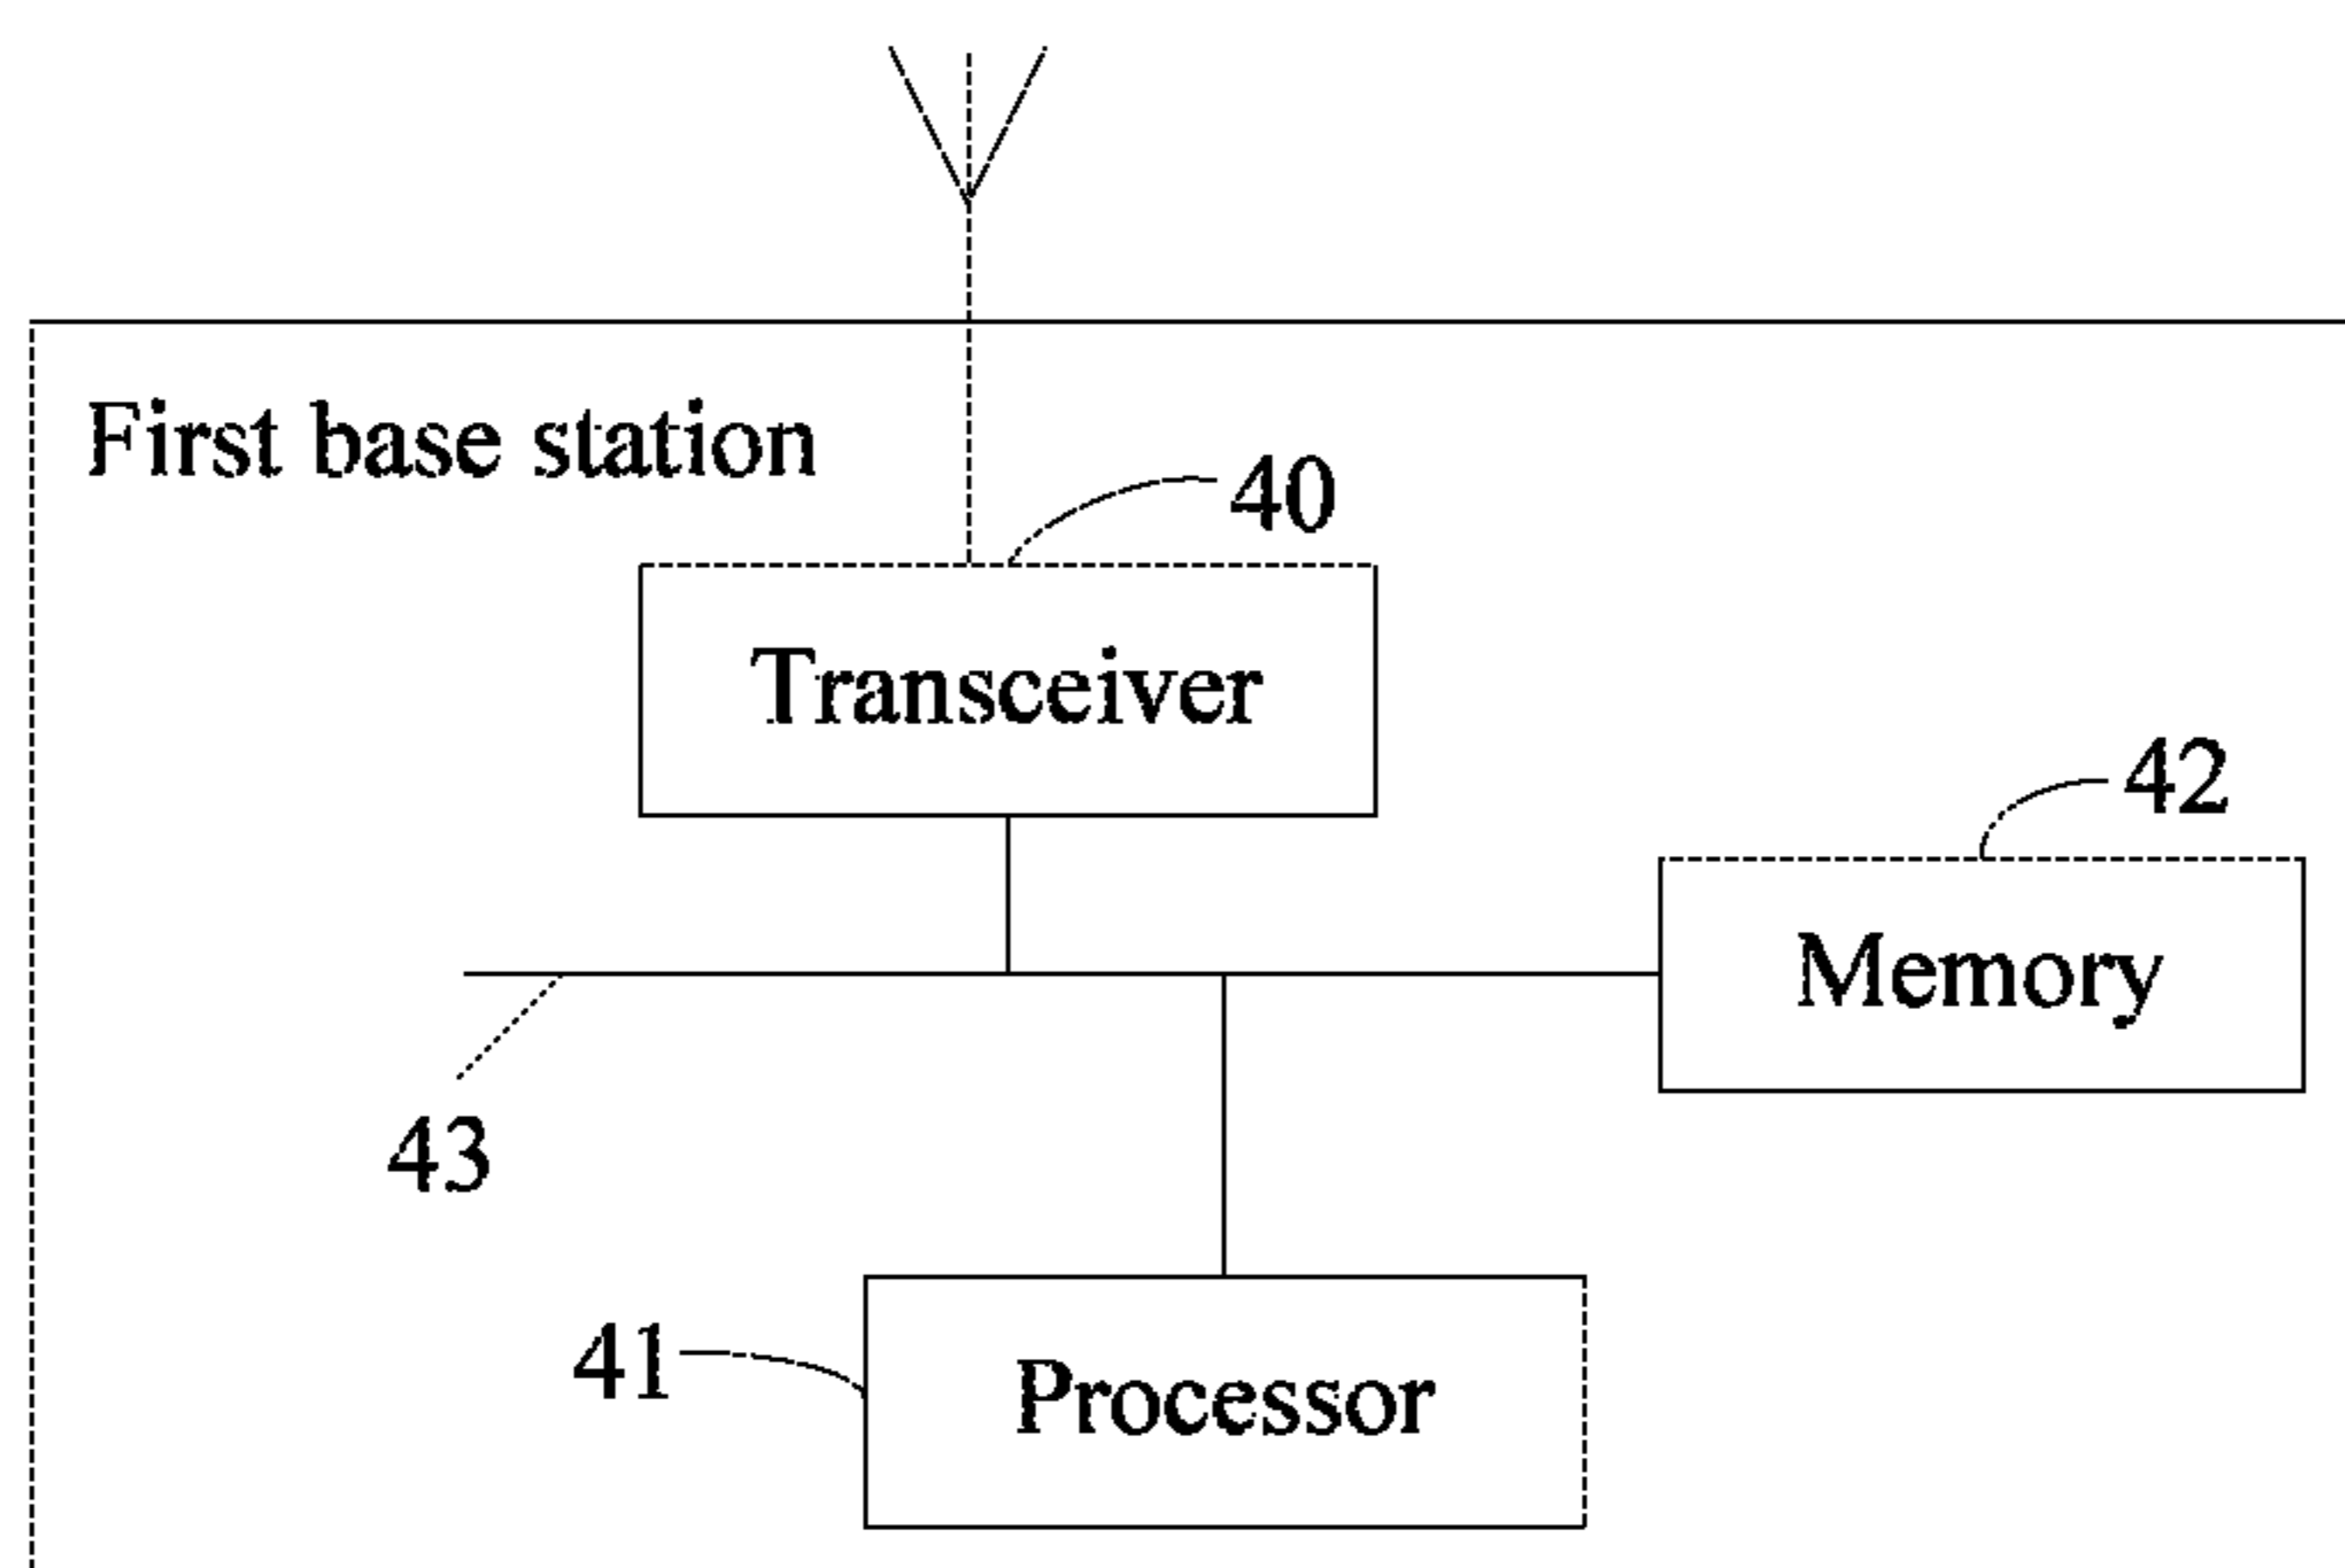 First base station
40
Transceiver
42
Memory
43
41
Processor